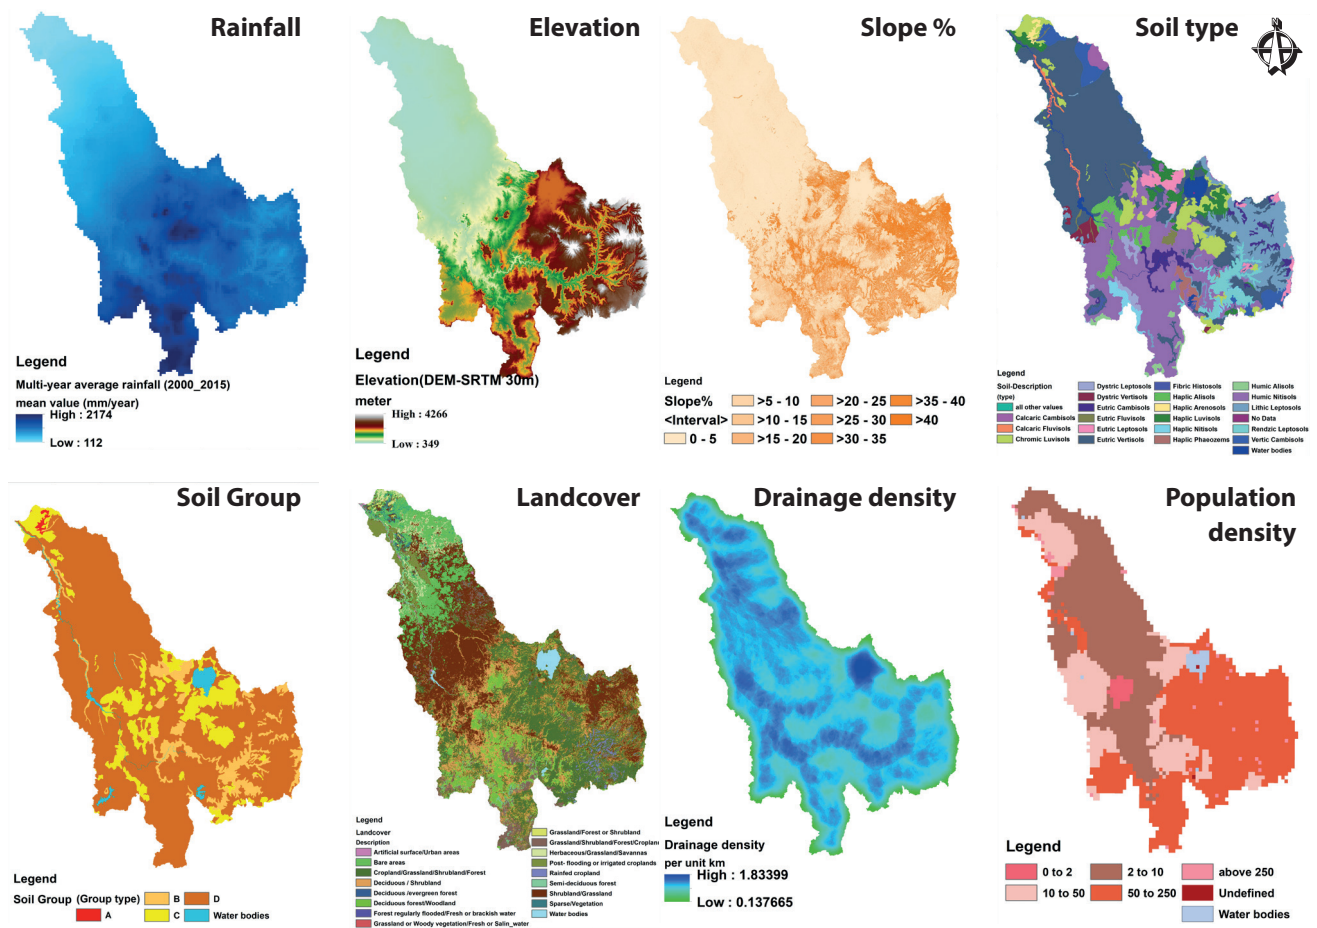 Rainfall
Legend
Multi-year average rainfall (2000_2015)
mean value (mm/year)
High : 2174
Low : 112
Elevation
Legend
Elevation(DEM-SRTM 30m)
meter
High : 4266
Low : 349
Slope %
Legend
Slope%
<Interval>
0 - 5
>5 - 10
>10 - 15
>15 - 20
>20 - 25
>25 - 30
>30 - 35
>35 - 40
>40
Soil type
N
Legend
Soil-Description
(type)
all other values
Calcaric Cambisols
Calcaric Fluvisols
Chromic Luvisols
Dystric Leptosols
Dystric Vertisols
Eutric Cambisols
Eutric Fluvisols
Eutric Leptosols
Eutric Vertisols
Fibric Histosols
Haplic Alisols
Haplic Arenosols
Haplic Luvisols
Haplic Nitisols
Haplic Phaeozems
Humic Alisols
Humic Nitisols
Lithic Leptosols
No Data
Rendzic Leptosols
Vertic Cambisols
Water bodies
Soil Group
Legend
Soil Group (Group type)
A
B
C
D
Water bodies
Landcover
Legend
Landcover
Description
Artificial surface/Urban areas
Bare areas
Cropland/Grassland/Shrubland/Forest
Deciduous / Shrubland
Deciduous /evergreen forest
Deciduous forest/Woodland
Forest regularly flooded/Fresh or brackish water
Grassland or Woody vegetation/Fresh or Salin_water
Grassland/Forest or Shrubland
Grassland/Shrubland/Forest/Cropland
Herbaceous/Grassland/Savannas
Post- flooding or irrigated croplands
Rainfed cropland
Semi-deciduous forest
Shrubland/Grassland
Sparse/Vegetation
Water bodies
Drainage density
Legend
Drainage density
per unit km
High : 1.83399
Low : 0.137665
Population
density
Legend
0 to 2
10 to 50
2 to 10
50 to 250
above 250
Undefined
Water bodies